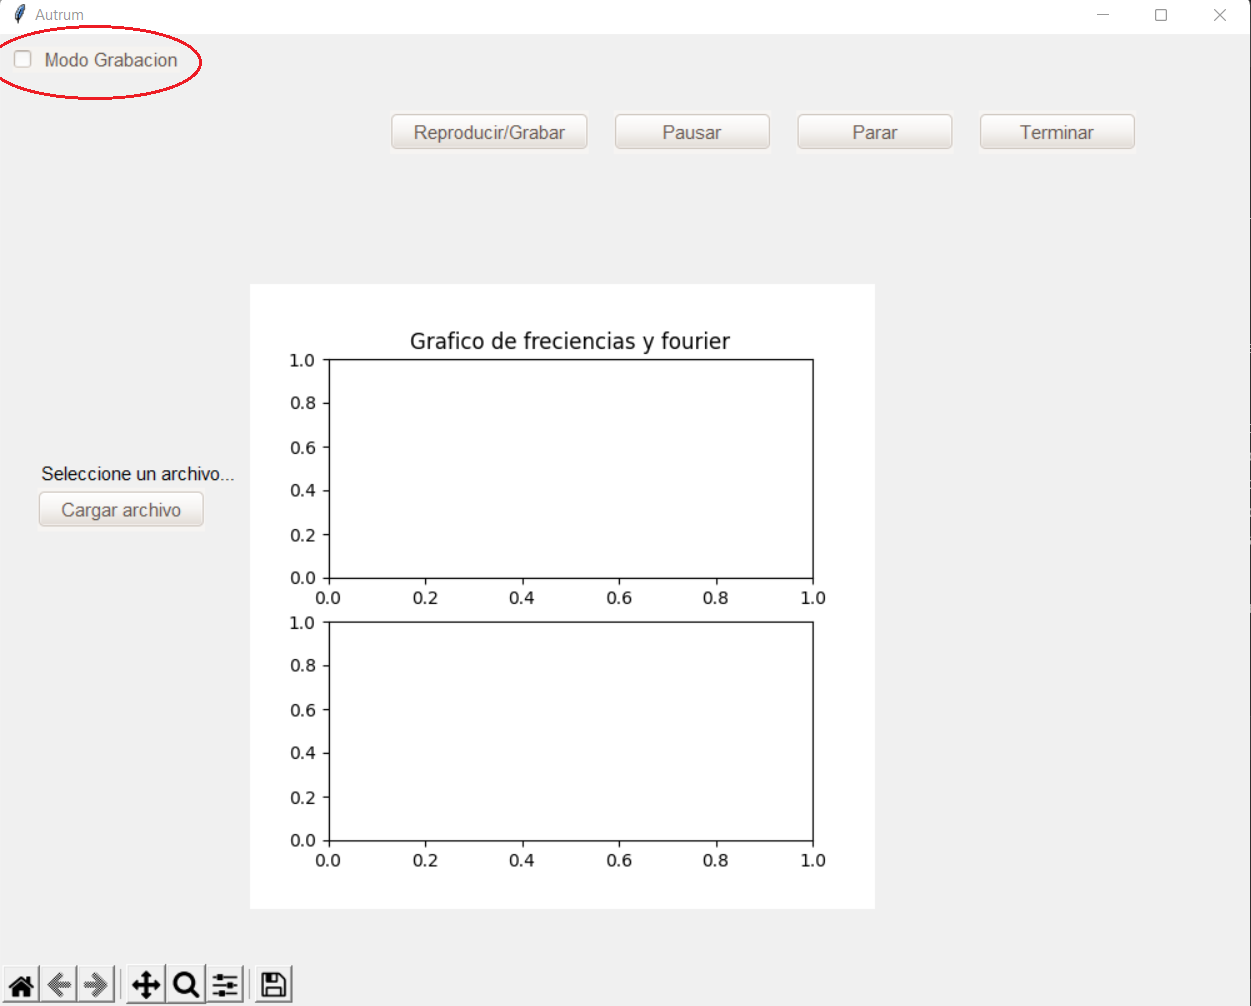 Autrum
Modo Grabacion
Reproducir/Grabar Pausar Parar Terminar
Grafico de freciencias y fourier
1.0
0.8
0.6
0.4
0.2
0.0
0.0 0.2 0.4 0.6 0.8 1.0
Seleccione un archivo...
Cargar archivo
1.0
0.8
0.6
0.4
0.2
0.0
0.0 0.2 0.4 0.6 0.8 1.0